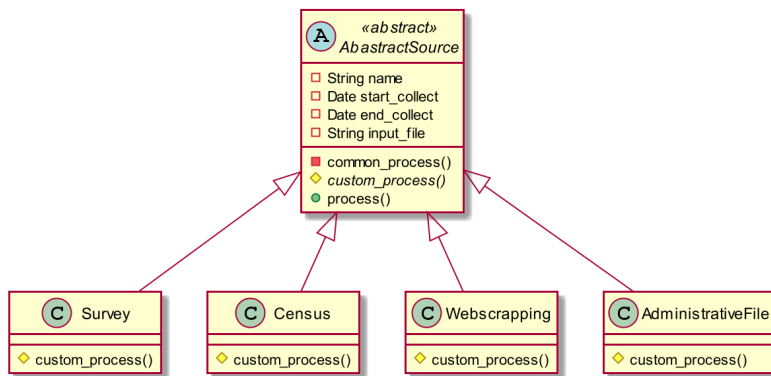 A
«abstract»
AbastractSource
String name
Date start_collect
Date end_collect
String input_file
common_process()
custom_process()
process()
C Survey
C Census
C Webscrapping
C AdministrativeFile
custom_process()
custom_process()
custom_process()
custom_process()